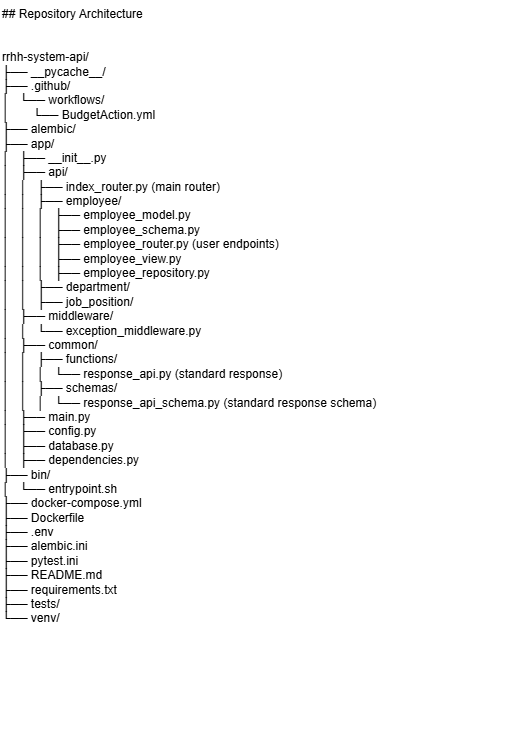 ## Repository Architecture
rrhh-system-api/
├── __pycache__/
├── .github/
│   └── workflows/
│       └── BudgetAction.yml
├── alembic/
├── app/
│   ├── __init__.py
│   ├── api/
│   │   ├── index_router.py (main router)
│   │   ├── employee/
│   │   │   ├── employee_model.py
│   │   │   ├── employee_schema.py
│   │   │   ├── employee_router.py (user endpoints)
│   │   │   ├── employee_view.py
│   │   │   ├── employee_repository.py
│   │   ├── department/
│   │   ├── job_position/
│   ├── middleware/
│   │   └── exception_middleware.py
│   ├── common/
│   │   ├── functions/
│   │   │   └── response_api.py (standard response)
│   │   ├── schemas/
│   │   │   └── response_api_schema.py (standard response schema)
│   ├── main.py
│   ├── config.py
│   ├── database.py
│   ├── dependencies.py
├── bin/
│   └── entrypoint.sh
├── docker-compose.yml
├── Dockerfile
├── .env
├── alembic.ini
├── pytest.ini
├── README.md
├── requirements.txt
├── tests/
└── venv/